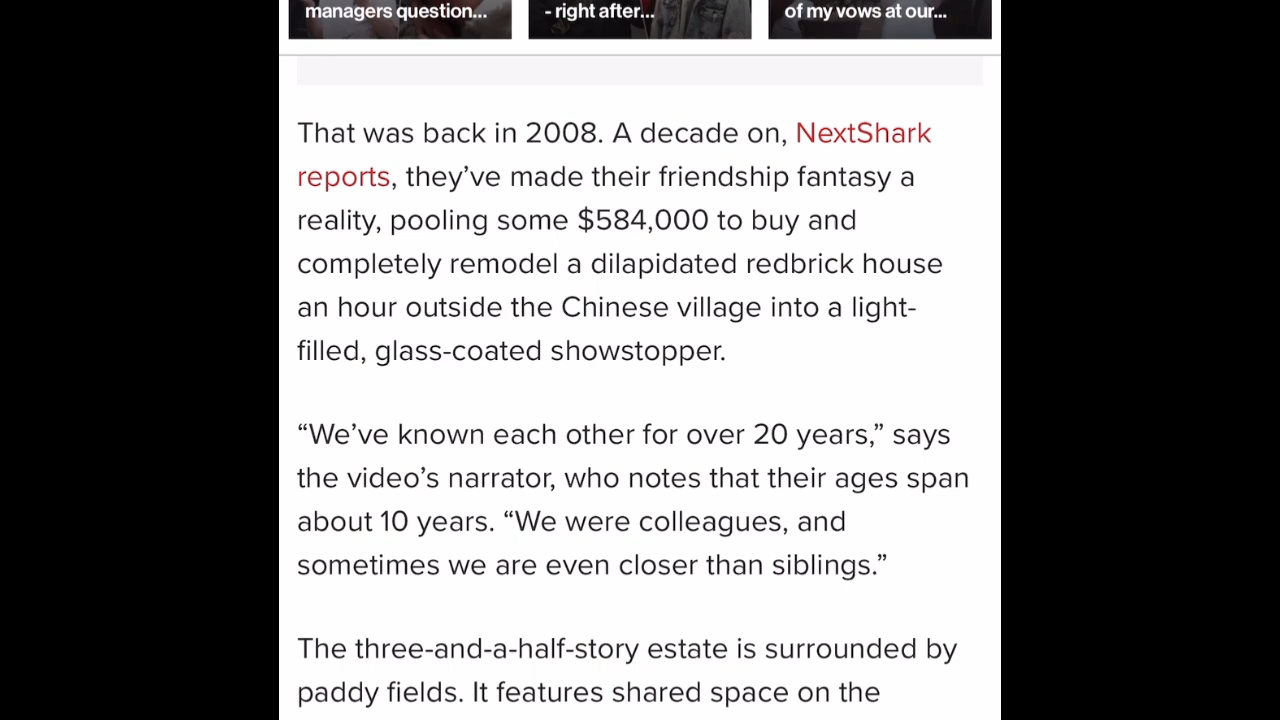 managers question...
- right after...
of my vows at our...
That was back in 2008. A decade on, NextShark
reports, they’ve made their friendship fantasy a
reality, pooling some $584,000 to buy and
completely remodel a dilapidated redbrick house
an hour outside the Chinese village into a light-
filled, glass-coated showstopper.
“We’ve known each other for over 20 years,” says
the video’s narrator, who notes that their ages span
about 10 years. “We were colleagues, and
sometimes we are even closer than siblings.”
The three-and-a-half-story estate is surrounded by
paddy fields. It features shared space on the